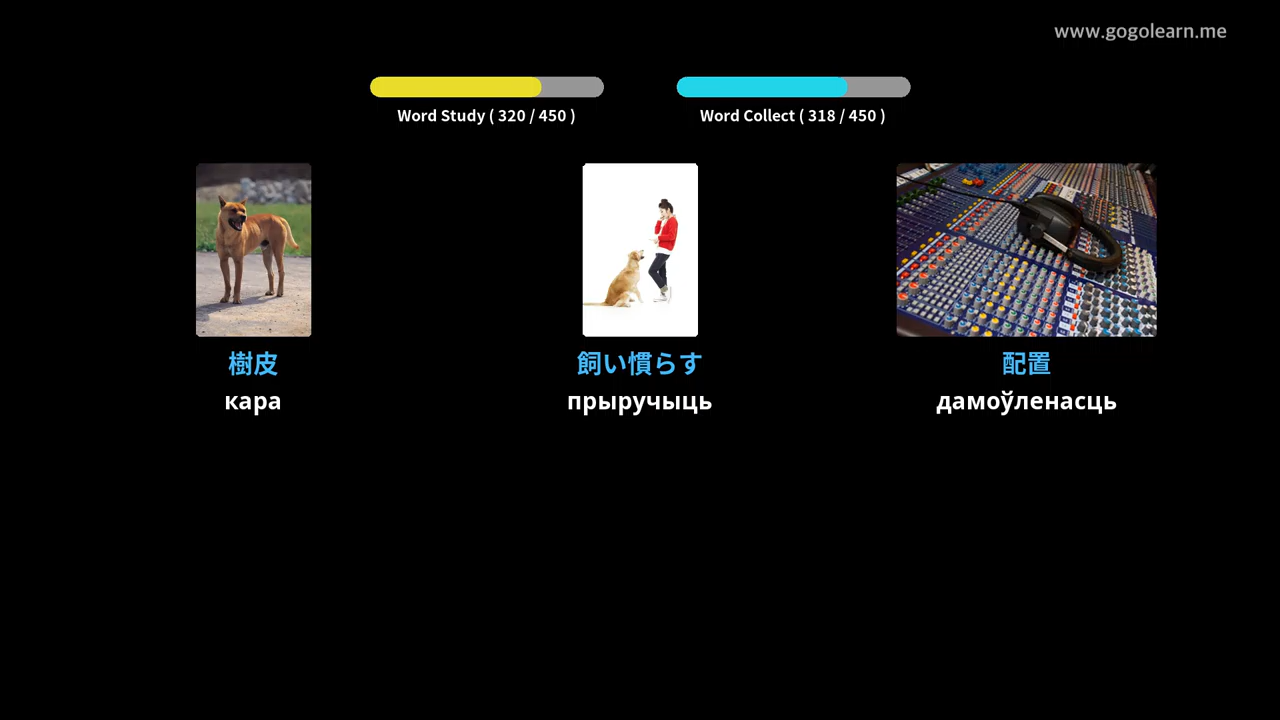 www.gogolearn.me
Word Study ( 320 / 450 )
Word Collect ( 318 / 450 )
樹皮
飼い慣らす
配置
кара
прыручыць
дамоўленасць